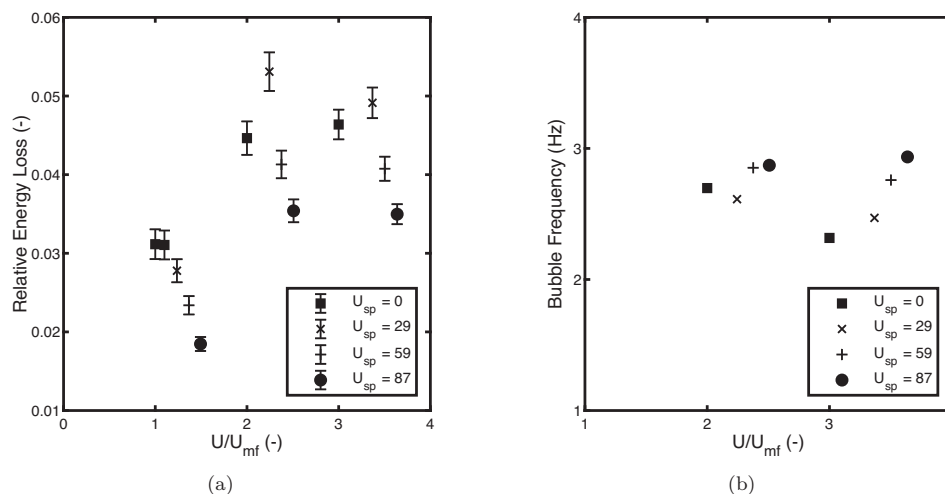 0.06
0.05
0.04
0.03
0.02
0.01
Relative Energy Loss (-)
0 1 2 3 4
U/U_mf (-)
U_sp = 0
U_sp = 29
U_sp = 59
U_sp = 87
(a)
4
3
2
1
Bubble Frequency (Hz)
1 2 3
U/U_mf (-)
U_sp = 0
U_sp = 29
U_sp = 59
U_sp = 87
(b)